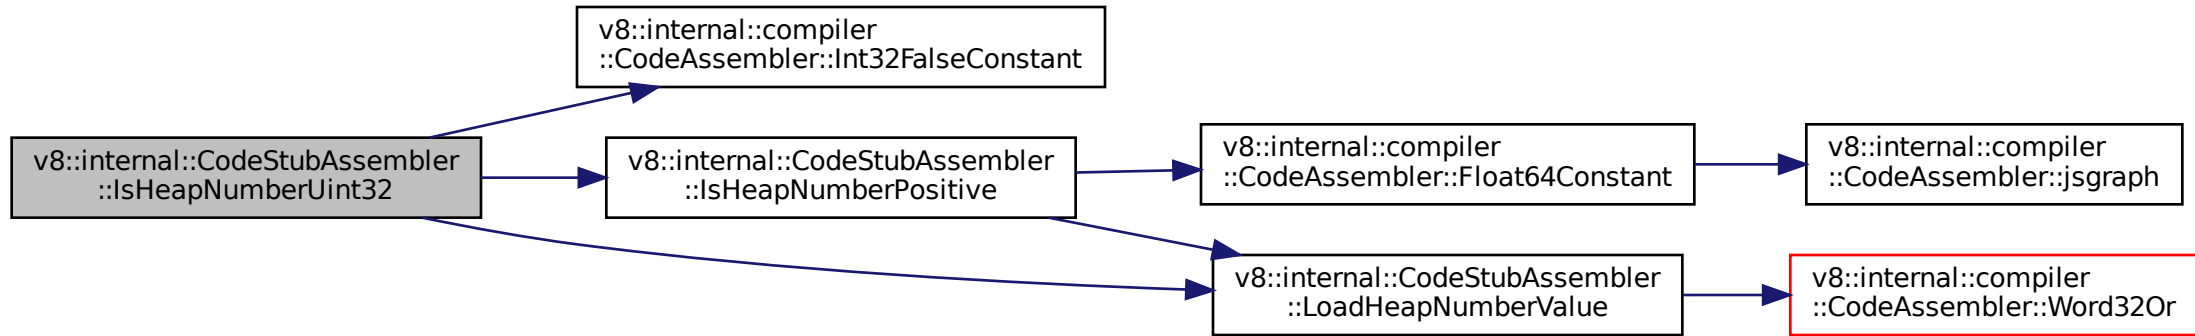 v8::internal::compiler
::CodeAssembler::Int32FalseConstant
v8::internal::CodeStubAssembler
::IsHeapNumberUint32
v8::internal::CodeStubAssembler
::IsHeapNumberPositive
v8::internal::compiler
::CodeAssembler::Float64Constant
v8::internal::compiler
::CodeAssembler::jsgraph
v8::internal::CodeStubAssembler
::LoadHeapNumberValue
v8::internal::compiler
::CodeAssembler::Word32Or